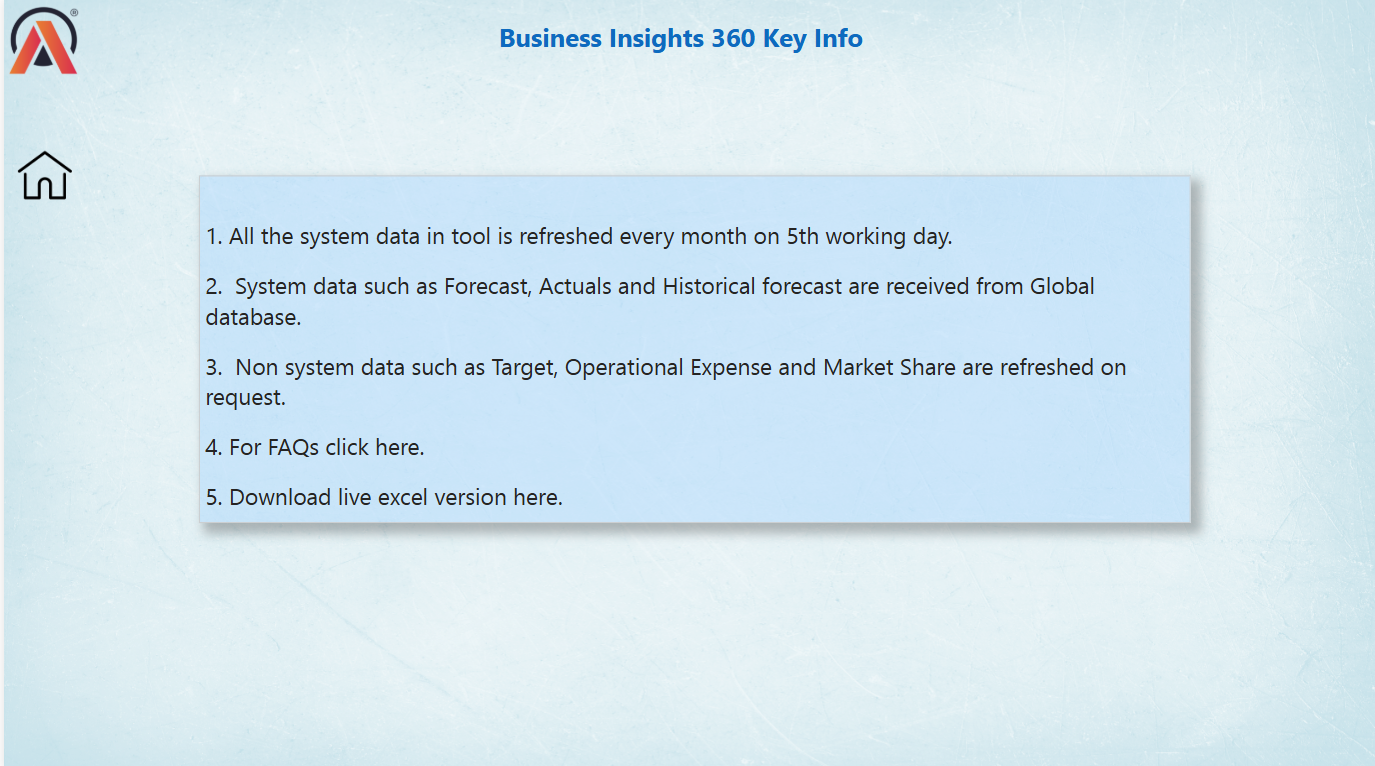 ®
Business Insights 360 Key Info
1. All the system data in tool is refreshed every month on 5th working day.
2.  System data such as Forecast, Actuals and Historical forecast are received from Global
database.
3.  Non system data such as Target, Operational Expense and Market Share are refreshed on
request.
4. For FAQs click here.
5. Download live excel version here.